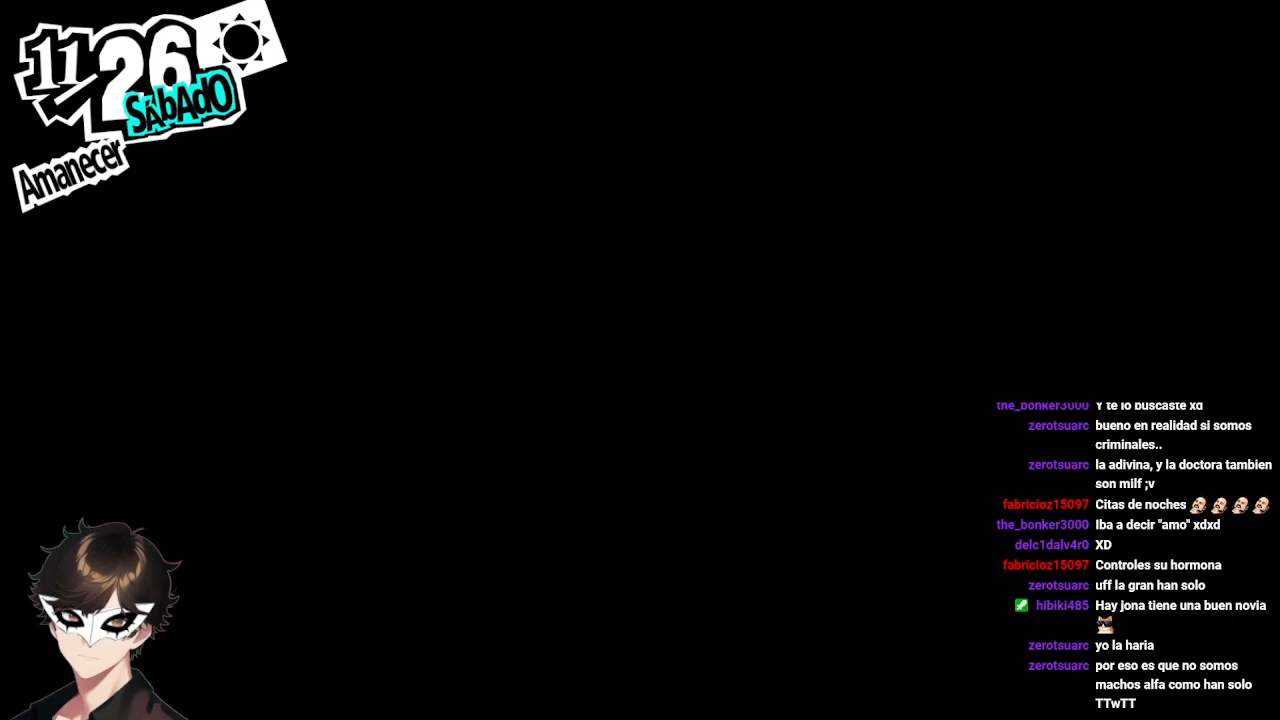 11/26
SábAdO
Amanecer
the_bonker3000 Y te lo buscaste xd
zerotsuarc bueno en realidad si somos
criminales..
zerotsuarc la adivina, y la doctora tambien
son milf ;v
fabricioz15097 Citas de noches
the_bonker3000 Iba a decir "amo" xdxd
delc1dalv4r0 XD
fabricioz15097 Controles su hormona
zerotsuarc uff la gran han solo
hibiki485 Hay jona tiene una buen novia
zerotsuarc yo la haria
zerotsuarc por eso es que no somos
machos alfa como han solo
TTwTT